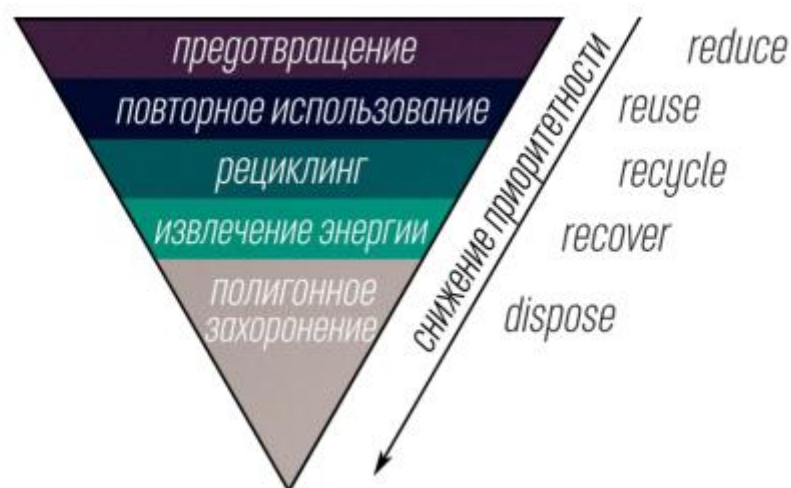 предотвращение
reduce
повторное использование
reuse
рециклинг
recycle
извлечение энергии
recover
полигонное
захоронение
dispose
снижение приоритетности